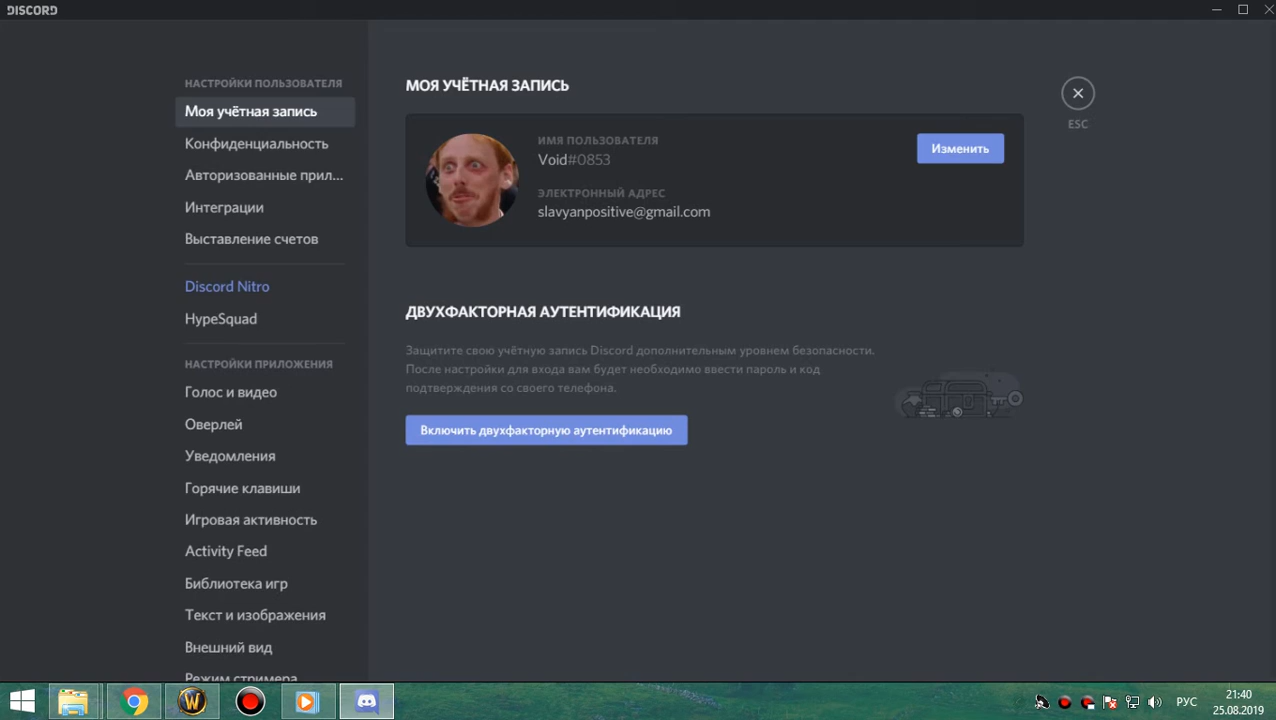 DISCORD
НАСТРОЙКИ ПОЛЬЗОВАТЕЛЯ
Моя учётная запись
Конфиденциальность
Авторизованные прил...
Интеграции
Выставление счетов
Discord Nitro
HypeSquad
НАСТРОЙКИ ПРИЛОЖЕНИЯ
Голос и видео
Оверлей
Уведомления
Горячие клавиши
Игровая активность
Activity Feed
Библиотека игр
Текст и изображения
Внешний вид
Режим стримера
МОЯ УЧЁТНАЯ ЗАПИСЬ
ИМЯ ПОЛЬЗОВАТЕЛЯ
Void#0853
ЭЛЕКТРОННЫЙ АДРЕС
slavyanpositive@gmail.com
Изменить
ESC
ДВУХФАКТОРНАЯ АУТЕНТИФИКАЦИЯ
Защитите свою учётную запись Discord дополнительным уровнем безопасности.
После настройки для входа вам будет необходимо ввести пароль и код
подтверждения со своего телефона.
Включить двухфакторную аутентификацию
РУС
21:40
25.08.2019